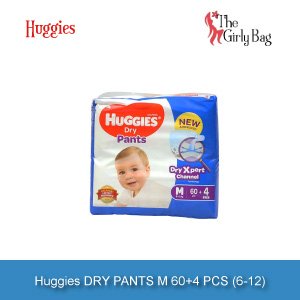 Huggies
The
Girly Bag
HUGGIES
Dry
Pants
NEW
Dry Xpert
Channel
M
60+4
Huggies DRY PANTS M 60+4 PCS (6-12)